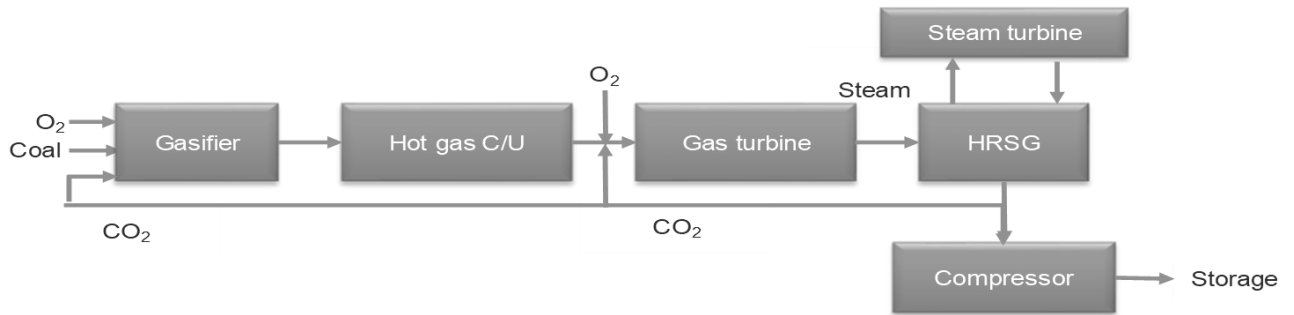 Steam turbine
O₂
Steam
O₂
Coal
Gasifier
Hot gas C/U
Gas turbine
HRSG
CO₂
CO₂
Compressor
Storage